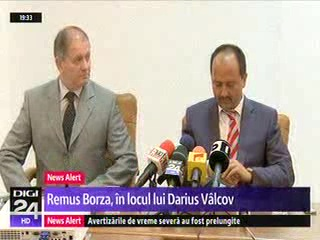 19:33
News Alert
Remus Borza, în locul lui Darius Vâlcov
DIGI
24
HD
News Alert
Avertizările de vreme severă au fost prelungite